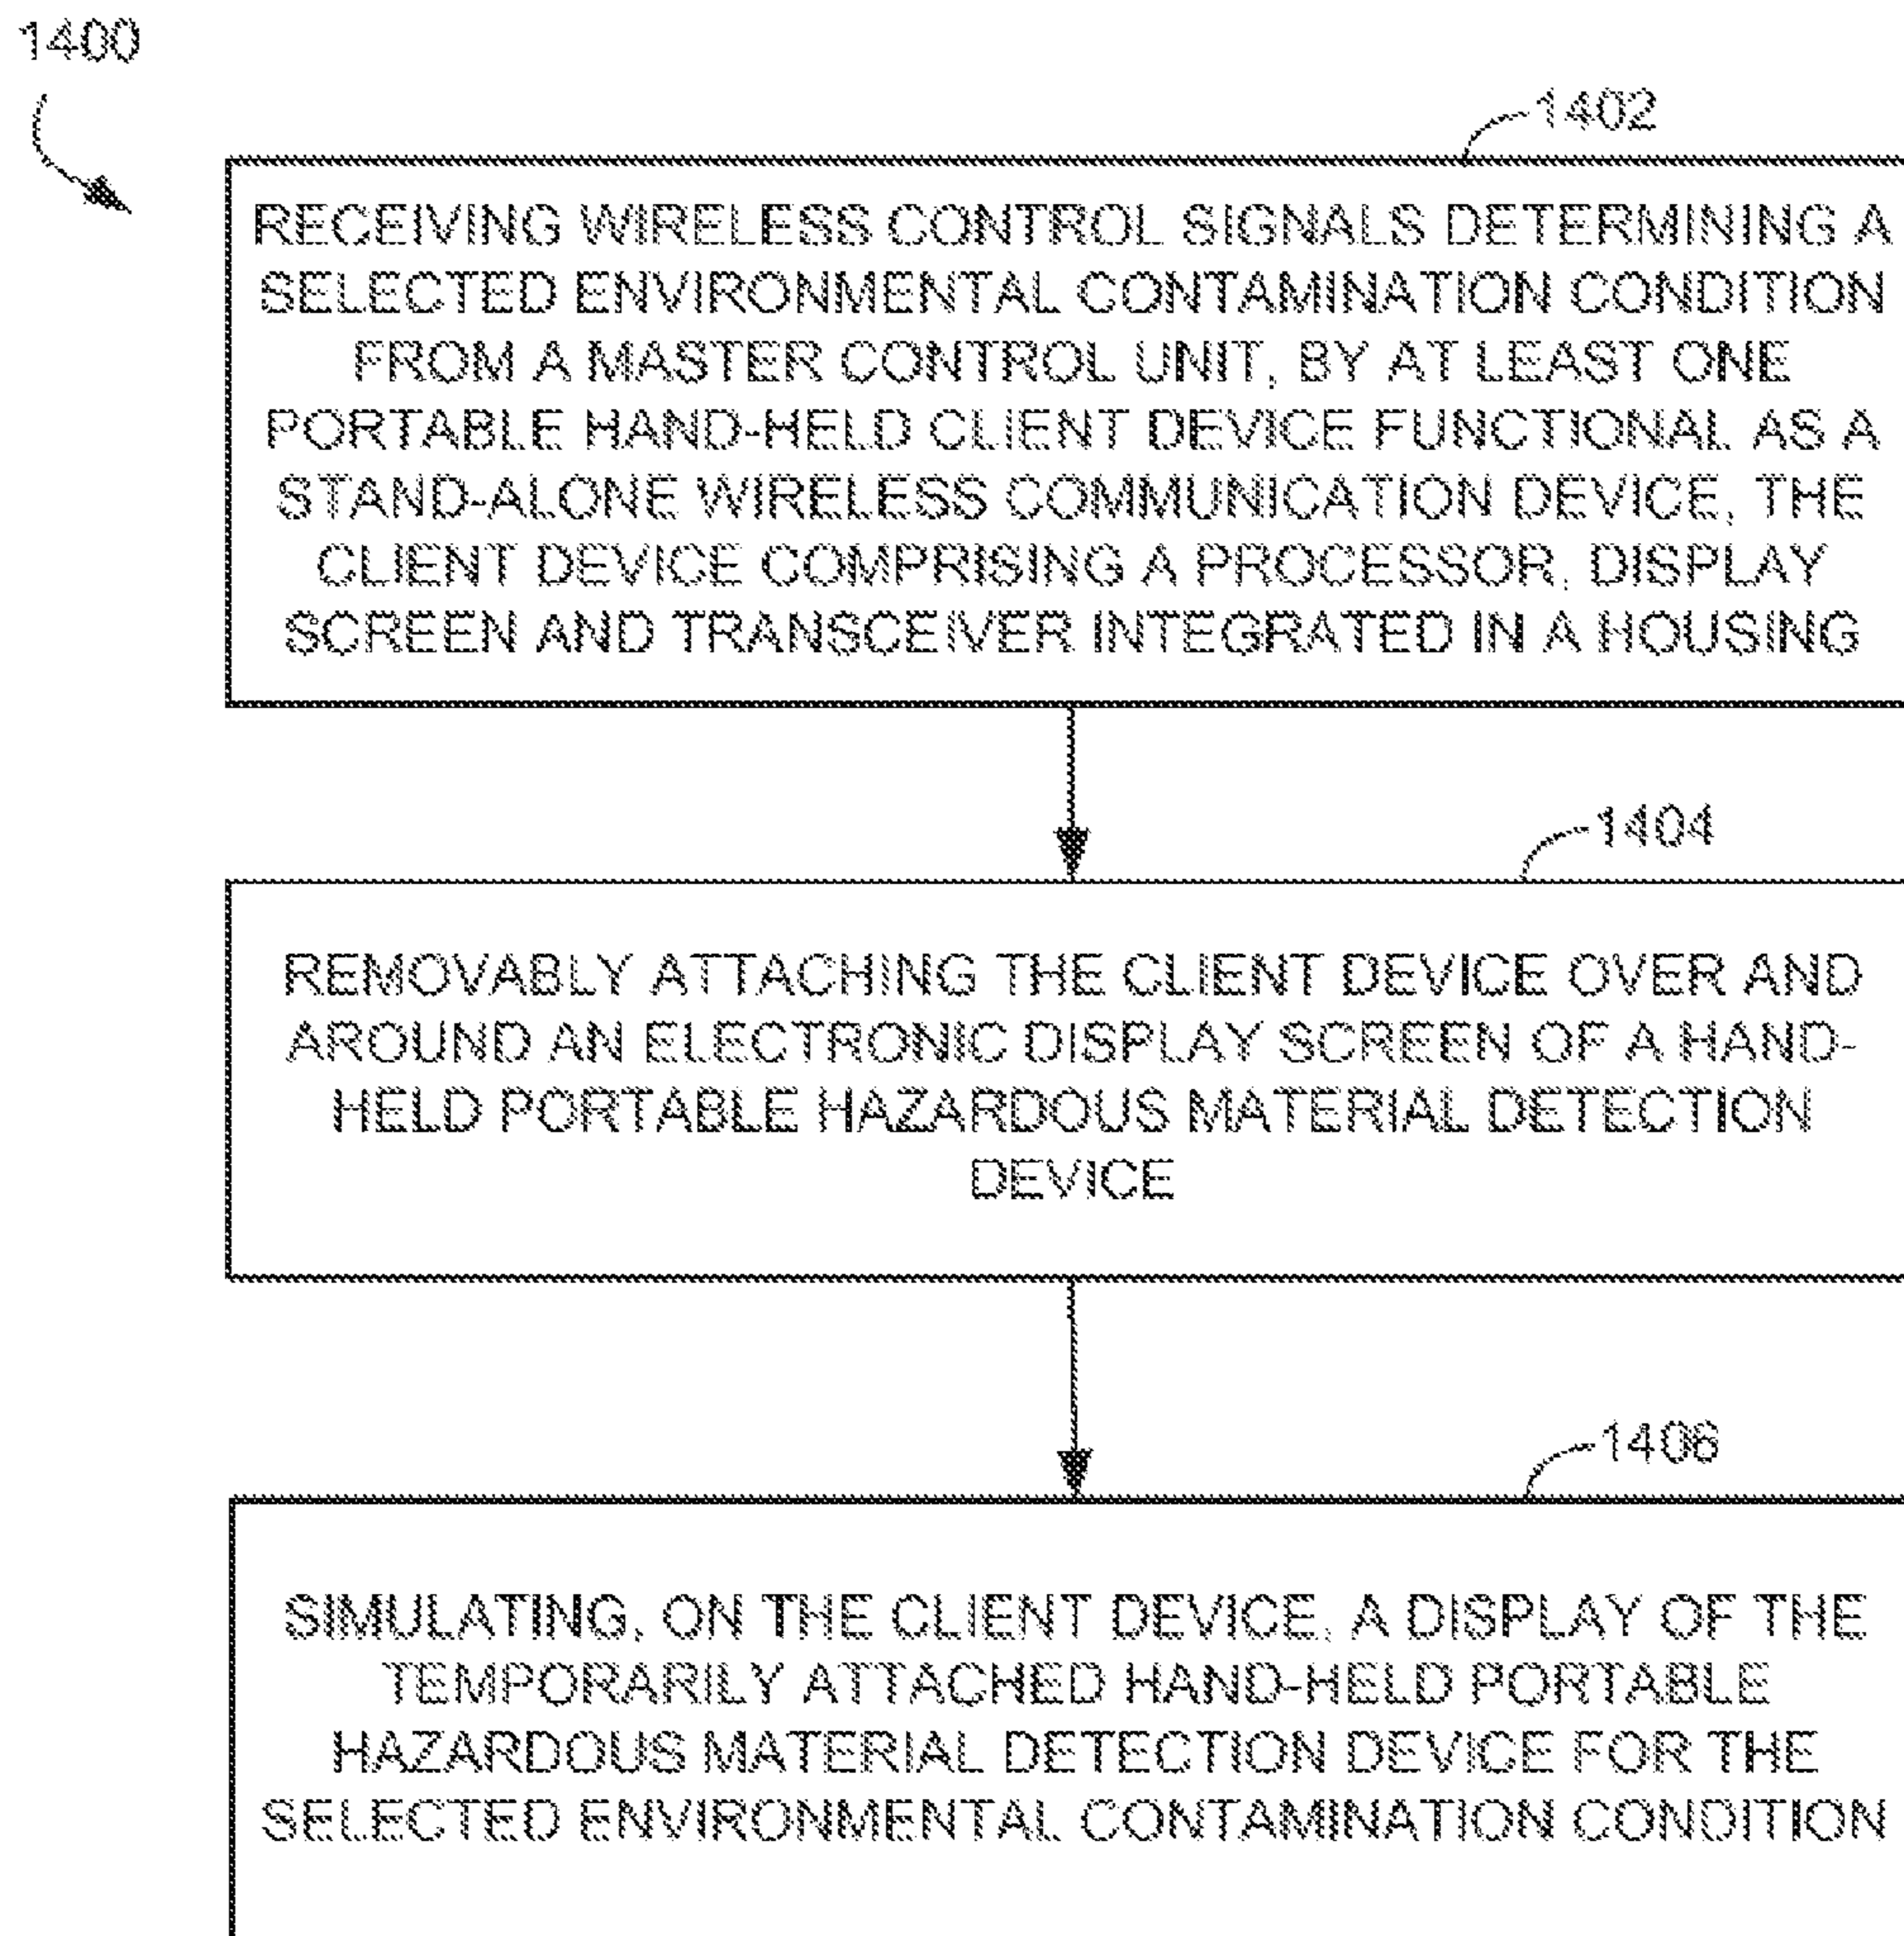 1400
1402
RECEIVING WIRELESS CONTROL SIGNALS DETERMINING A
SELECTED ENVIRONMENTAL CONTAMINATION CONDITION
FROM A MASTER CONTROL UNIT, BY AT LEAST ONE
PORTABLE HAND-HELD CLIENT DEVICE FUNCTIONAL AS A
STAND-ALONE WIRELESS COMMUNICATION DEVICE, THE
CLIENT DEVICE COMPRISING A PROCESSOR, DISPLAY
SCREEN AND TRANSCEIVER INTEGRATED IN A HOUSING
1404
REMOVABLY ATTACHING THE CLIENT DEVICE OVER AND
AROUND AN ELECTRONIC DISPLAY SCREEN OF A HAND-
HELD PORTABLE HAZARDOUS MATERIAL DETECTION
DEVICE
1406
SIMULATING, ON THE CLIENT DEVICE, A DISPLAY OF THE
TEMPORARILY ATTACHED HAND-HELD PORTABLE
HAZARDOUS MATERIAL DETECTION DEVICE FOR THE
SELECTED ENVIRONMENTAL CONTAMINATION CONDITION